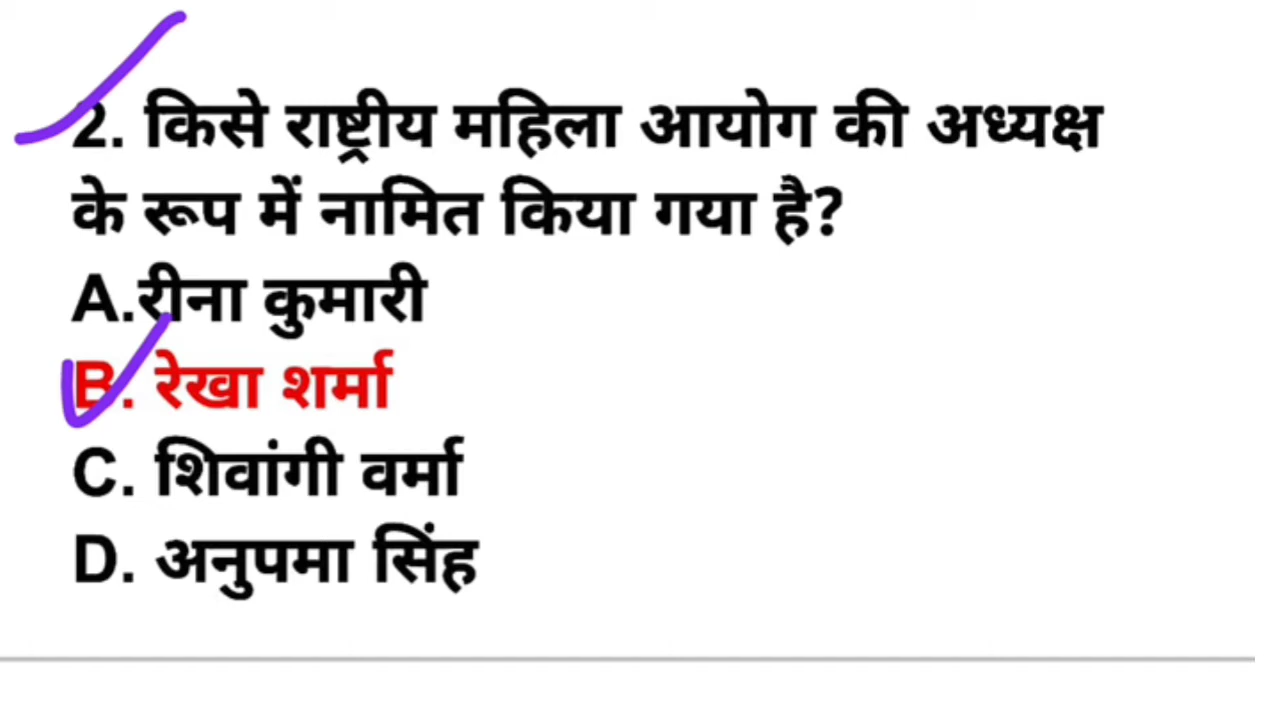 2. किसे राष्ट्रीय महिला आयोग की अध्यक्ष
के रूप में नामित किया गया है?
A.रीना कुमारी
B. रेखा शर्मा
C. शिवांगी वर्मा
D. अनुपमा सिंह